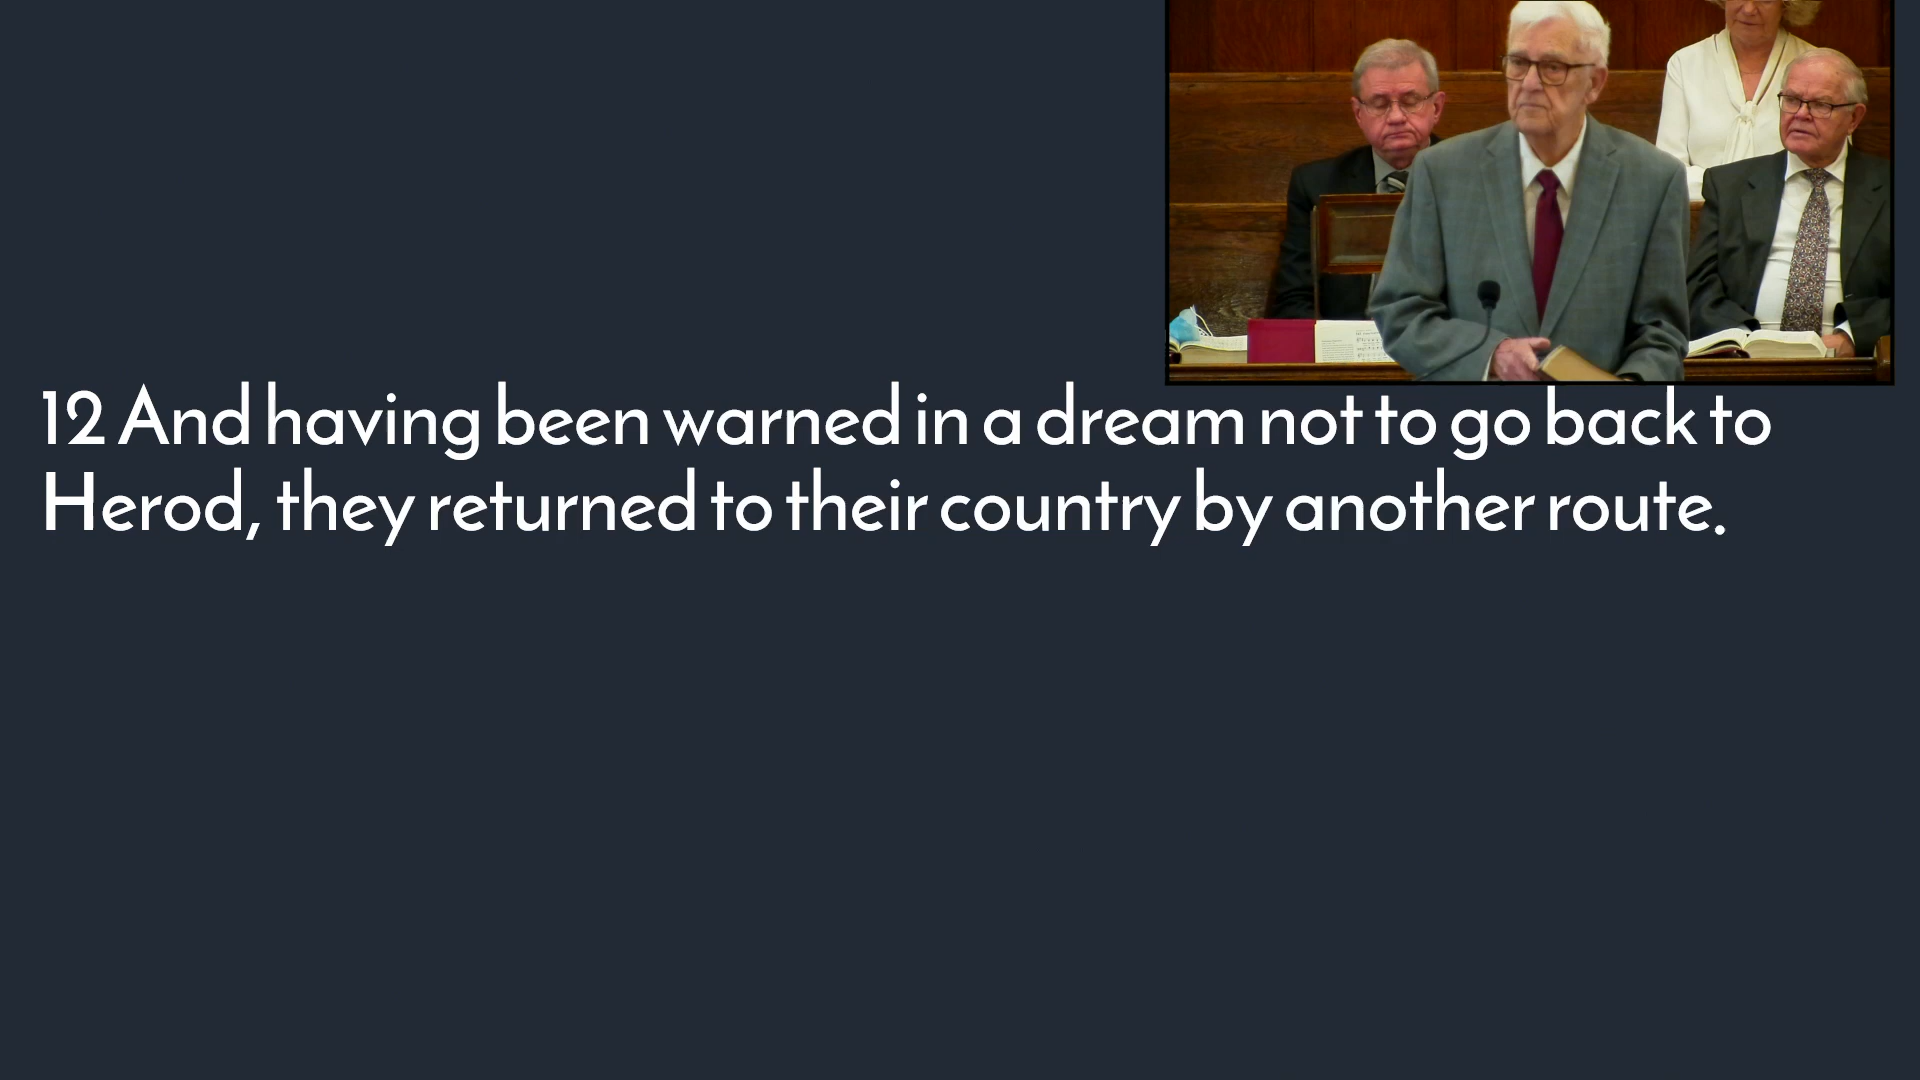 12 And having been warned in a dream not to go back to
Herod, they returned to their country by another route.